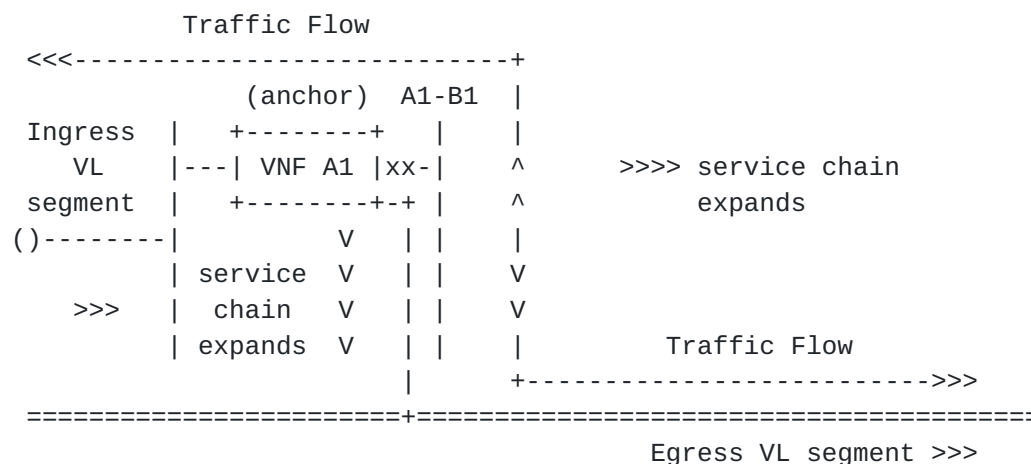 Traffic Flow
 <<<----------------------------+
               (anchor)  A1-B1  |
 Ingress  |   +--------+   |    |
    VL    |---| VNF A1 |xx-|    ^      >>>> service chain
 segment  |   +--------+-+ |    ^           expands
()--------|          V   | |    |
          | service  V   | |    V
    >>>   |  chain   V   | |    V
          | expands  V   | |    |         Traffic Flow
                         |      +-------------------------->>>
 ========================+========================================
                                        Egress VL segment >>>